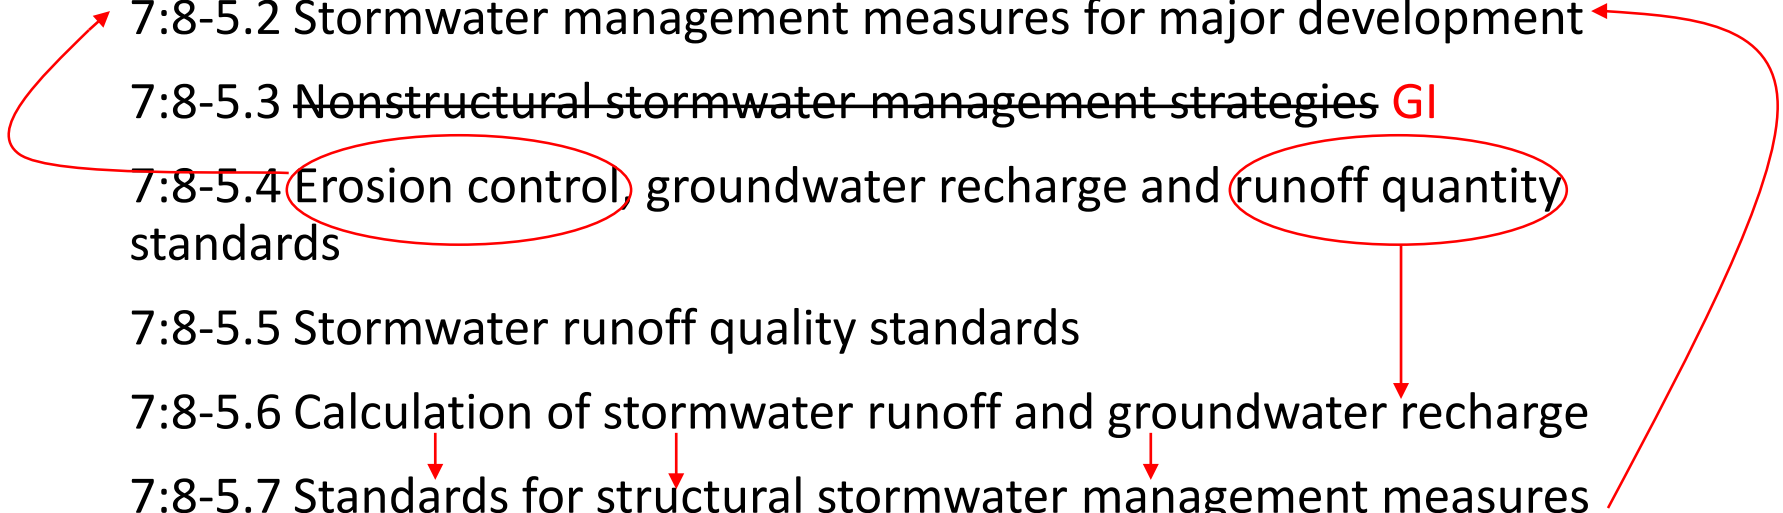 7:8-5.2 Stormwater management measures for major development
7:8-5.3 Nonstructural stormwater management strategies GI
7:8-5.4 Erosion control, groundwater recharge and runoff quantity
standards
7:8-5.5 Stormwater runoff quality standards
7:8-5.6 Calculation of stormwater runoff and groundwater recharge
7:8-5.7 Standards for structural stormwater management measures